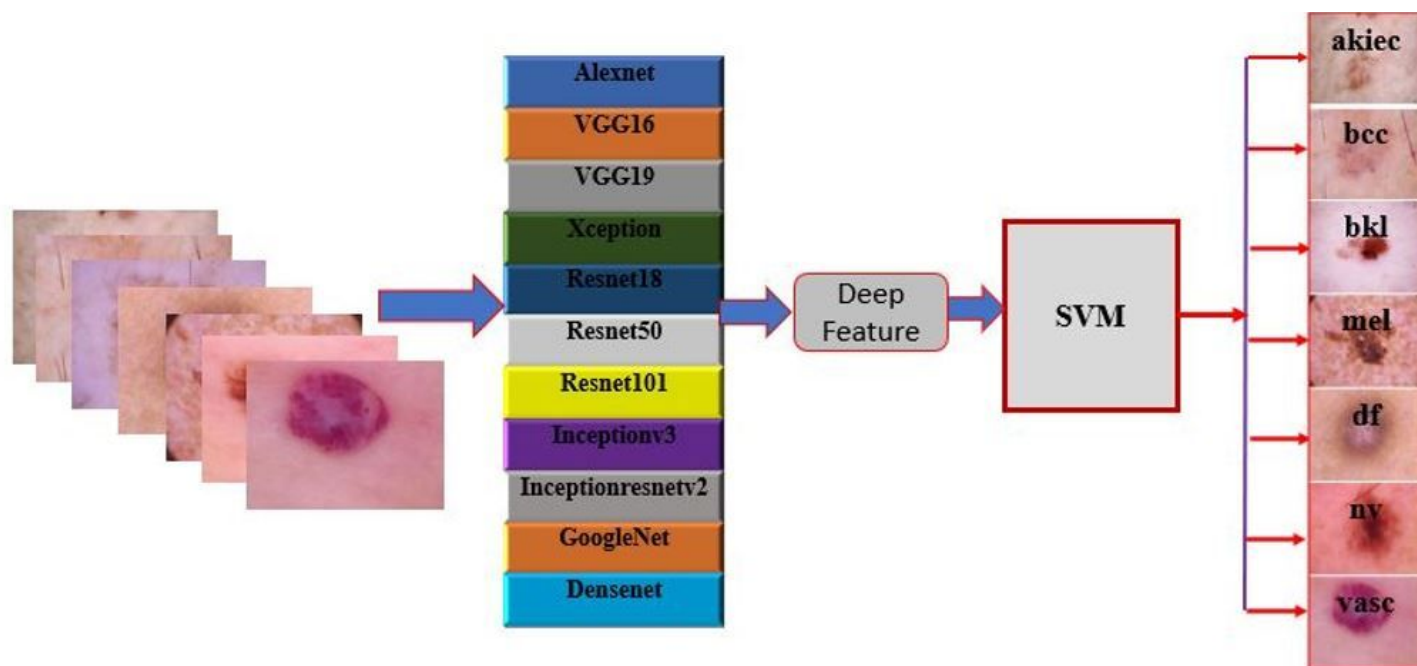 Alexnet
VGG16
VGG19
Xception
Resnet18
Resnet50
Resnet101
Inceptionv3
Inceptionresnetv2
GoogleNet
Densenet
Deep
Feature
SVM
akiec
bcc
bkl
mel
df
nv
vasc